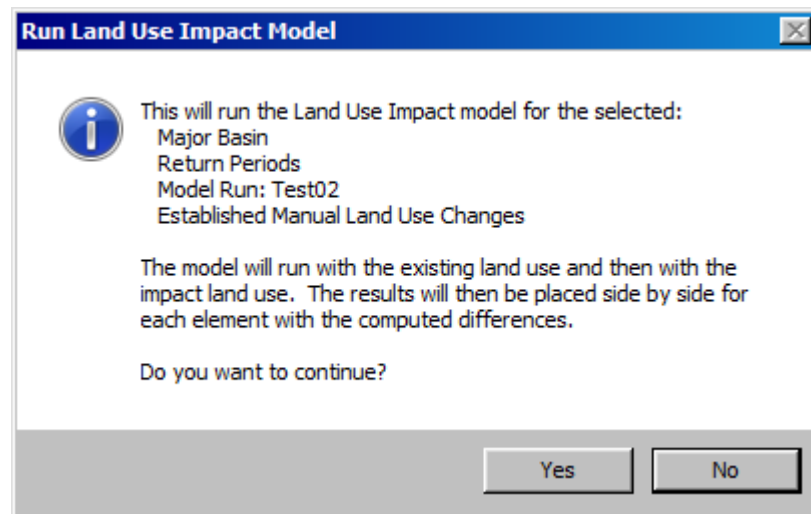 Run Land Use Impact Model
This will run the Land Use Impact model for the selected:
Major Basin
Return Periods
Model Run: Test02
Established Manual Land Use Changes
The model will run with the existing land use and then with the
impact land use.  The results will then be placed side by side for
each element with the computed differences.
Do you want to continue?
Yes
No